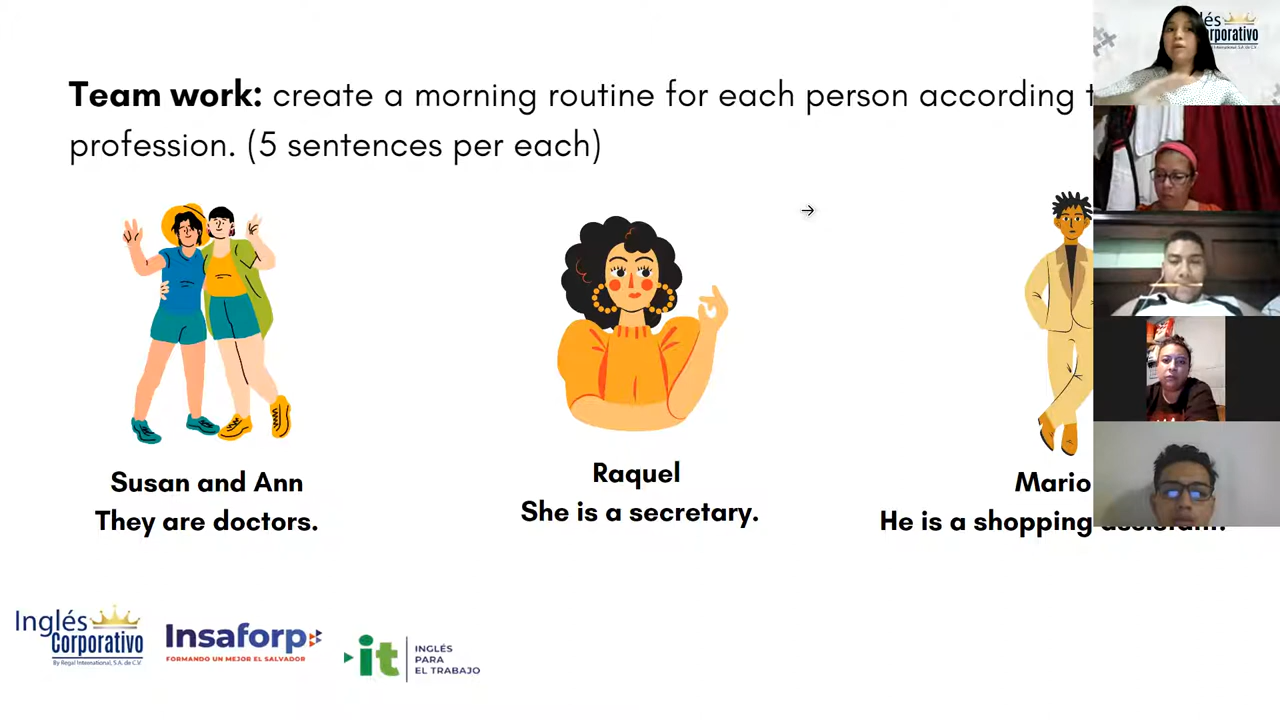 Team work: create a morning routine for each person according
profession. (5 sentences per each)
Susan and Ann
They are doctors.
Raquel
She is a secretary.
Mario
He is a shopping
Inglés
Corporativo
By Regal International, S.A. de C.V.
Insaforp
FORMANDO UN MEJOR EL SALVADOR
it
INGLÉS
PARA
EL TRABAJO
lés
Corporativo